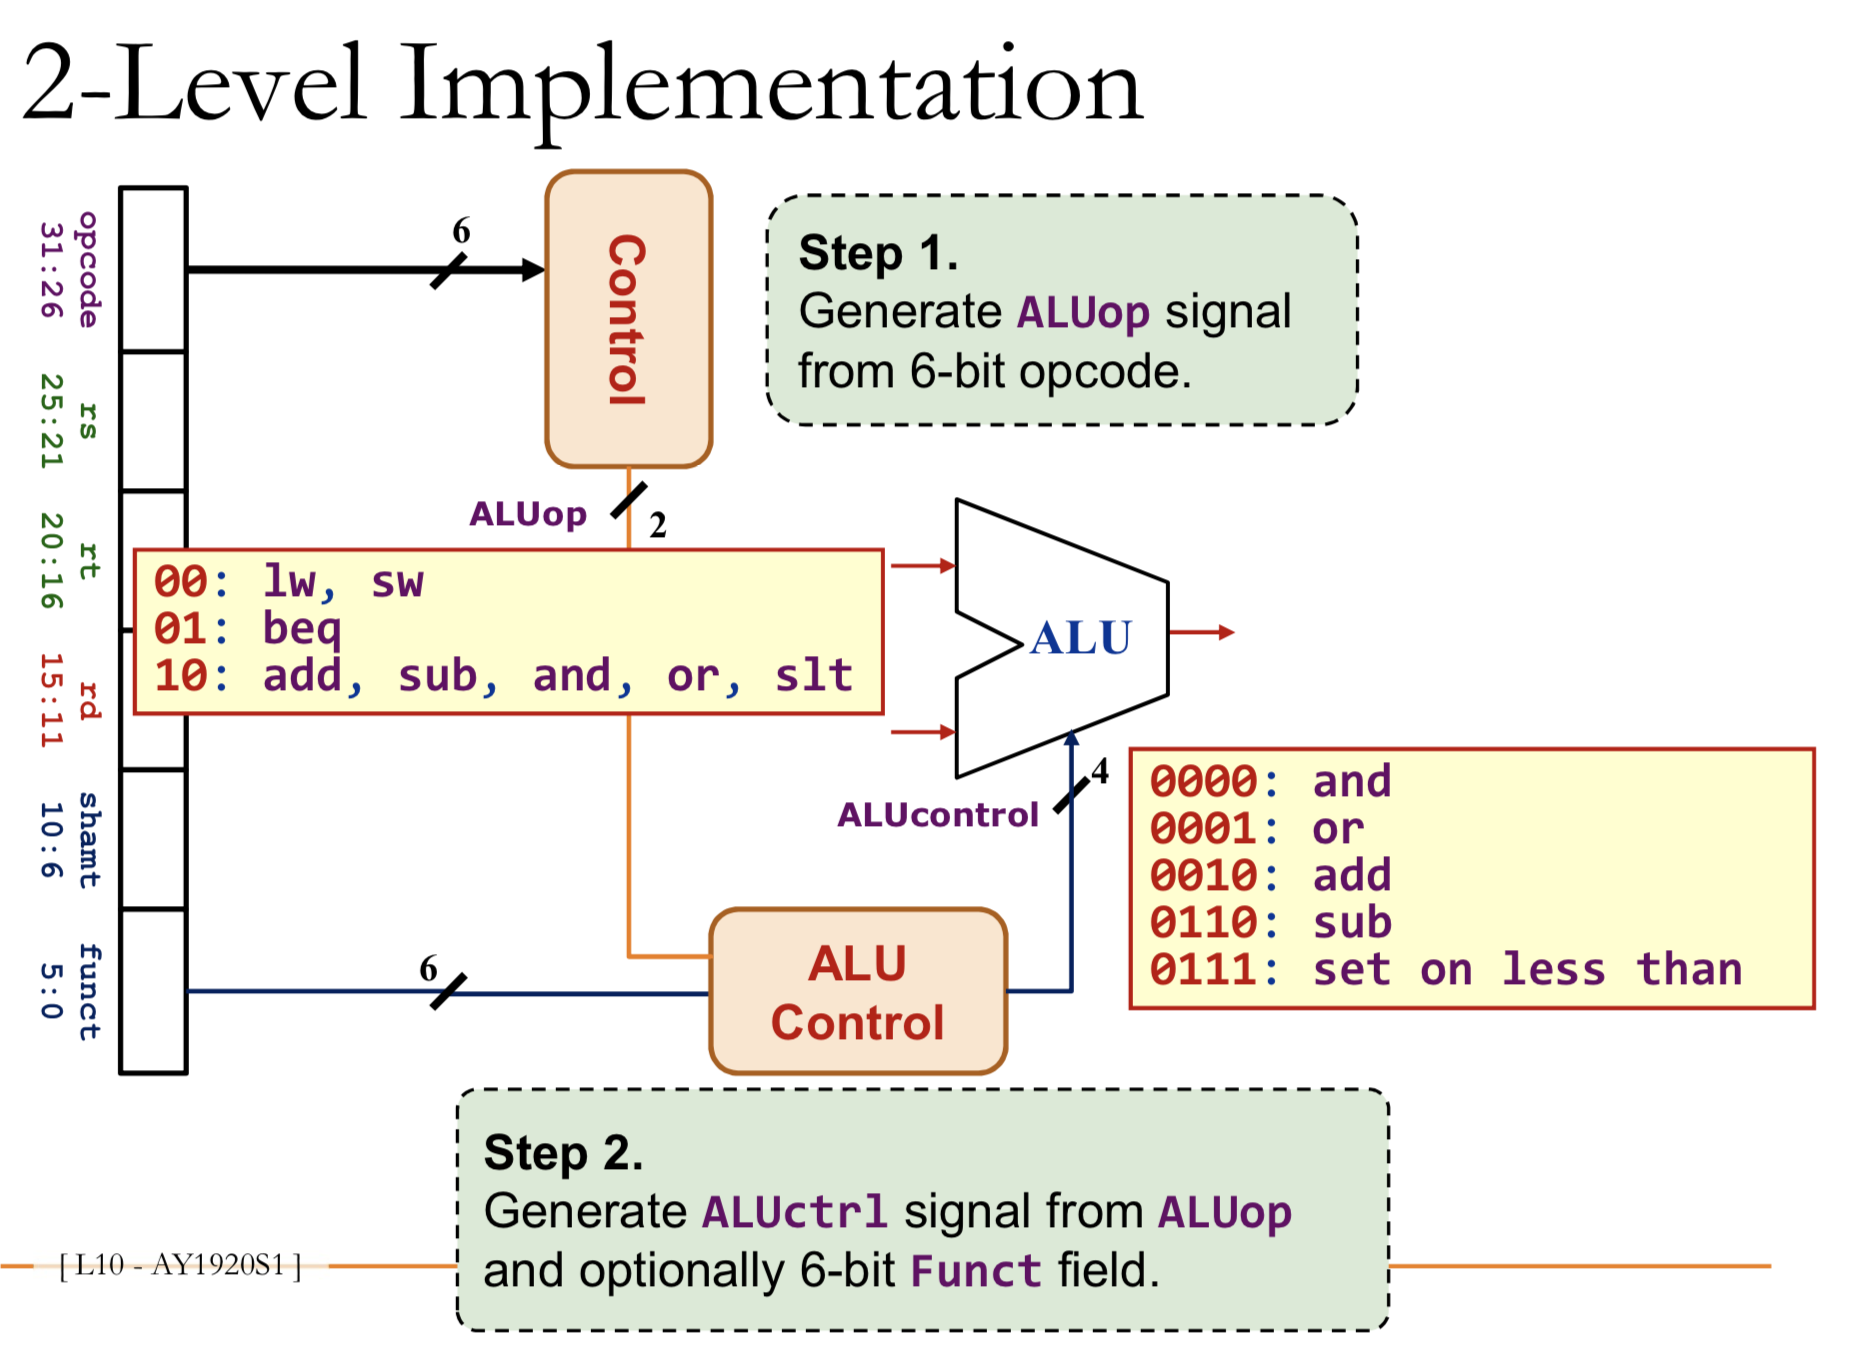 2-Level Implementation
opcode
31:26
rs
25:21
rt
20:16
rd
15:11
shamt
10:6
funct
5:0
6
Control
Step 1.
Generate ALUop signal
from 6-bit opcode.
ALUop
2
00: lw, sw
01: beq
10: add, sub, and, or, slt
ALU
4
ALUcontrol
0000: and
0001: or
0010: add
0110: sub
0111: set on less than
6
ALU
Control
Step 2.
Generate ALUctrl signal from ALUop
and optionally 6-bit Funct field.
[ L10 - AY1920S1 ]